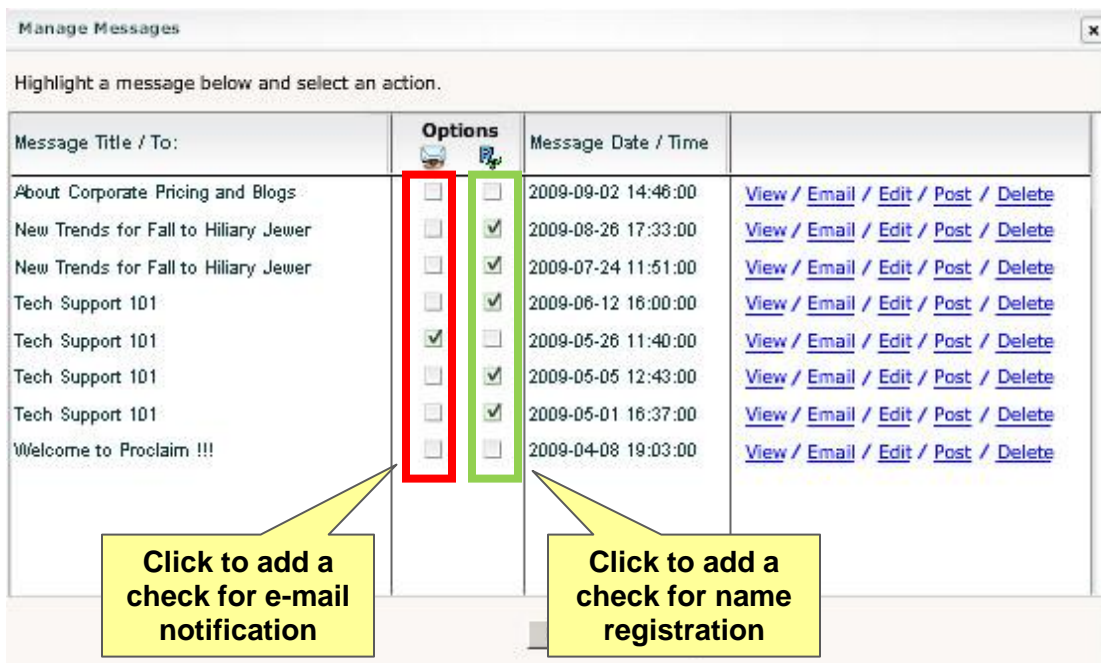 Manage Messages
Highlight a message below and select an action.
Message Title / To: Options Message Date / Time
About Corporate Pricing and Blogs 2009-09-02 14:46:00 View / Email / Edit / Post / Delete
New Trends for Fall to Hiliary Jewer 2009-08-26 17:33:00 View / Email / Edit / Post / Delete
New Trends for Fall to Hiliary Jewer 2009-07-24 11:51:00 View / Email / Edit / Post / Delete
Tech Support 101 2009-06-12 16:00:00 View / Email / Edit / Post / Delete
Tech Support 101 2009-05-26 11:40:00 View / Email / Edit / Post / Delete
Tech Support 101 2009-05-05 12:43:00 View / Email / Edit / Post / Delete
Tech Support 101 2009-05-01 16:37:00 View / Email / Edit / Post / Delete
Welcome to Proclaim !!! 2009-04-08 19:03:00 View / Email / Edit / Post / Delete
Click to add a
check for e-mail
notification
Click to add a
check for name
registration